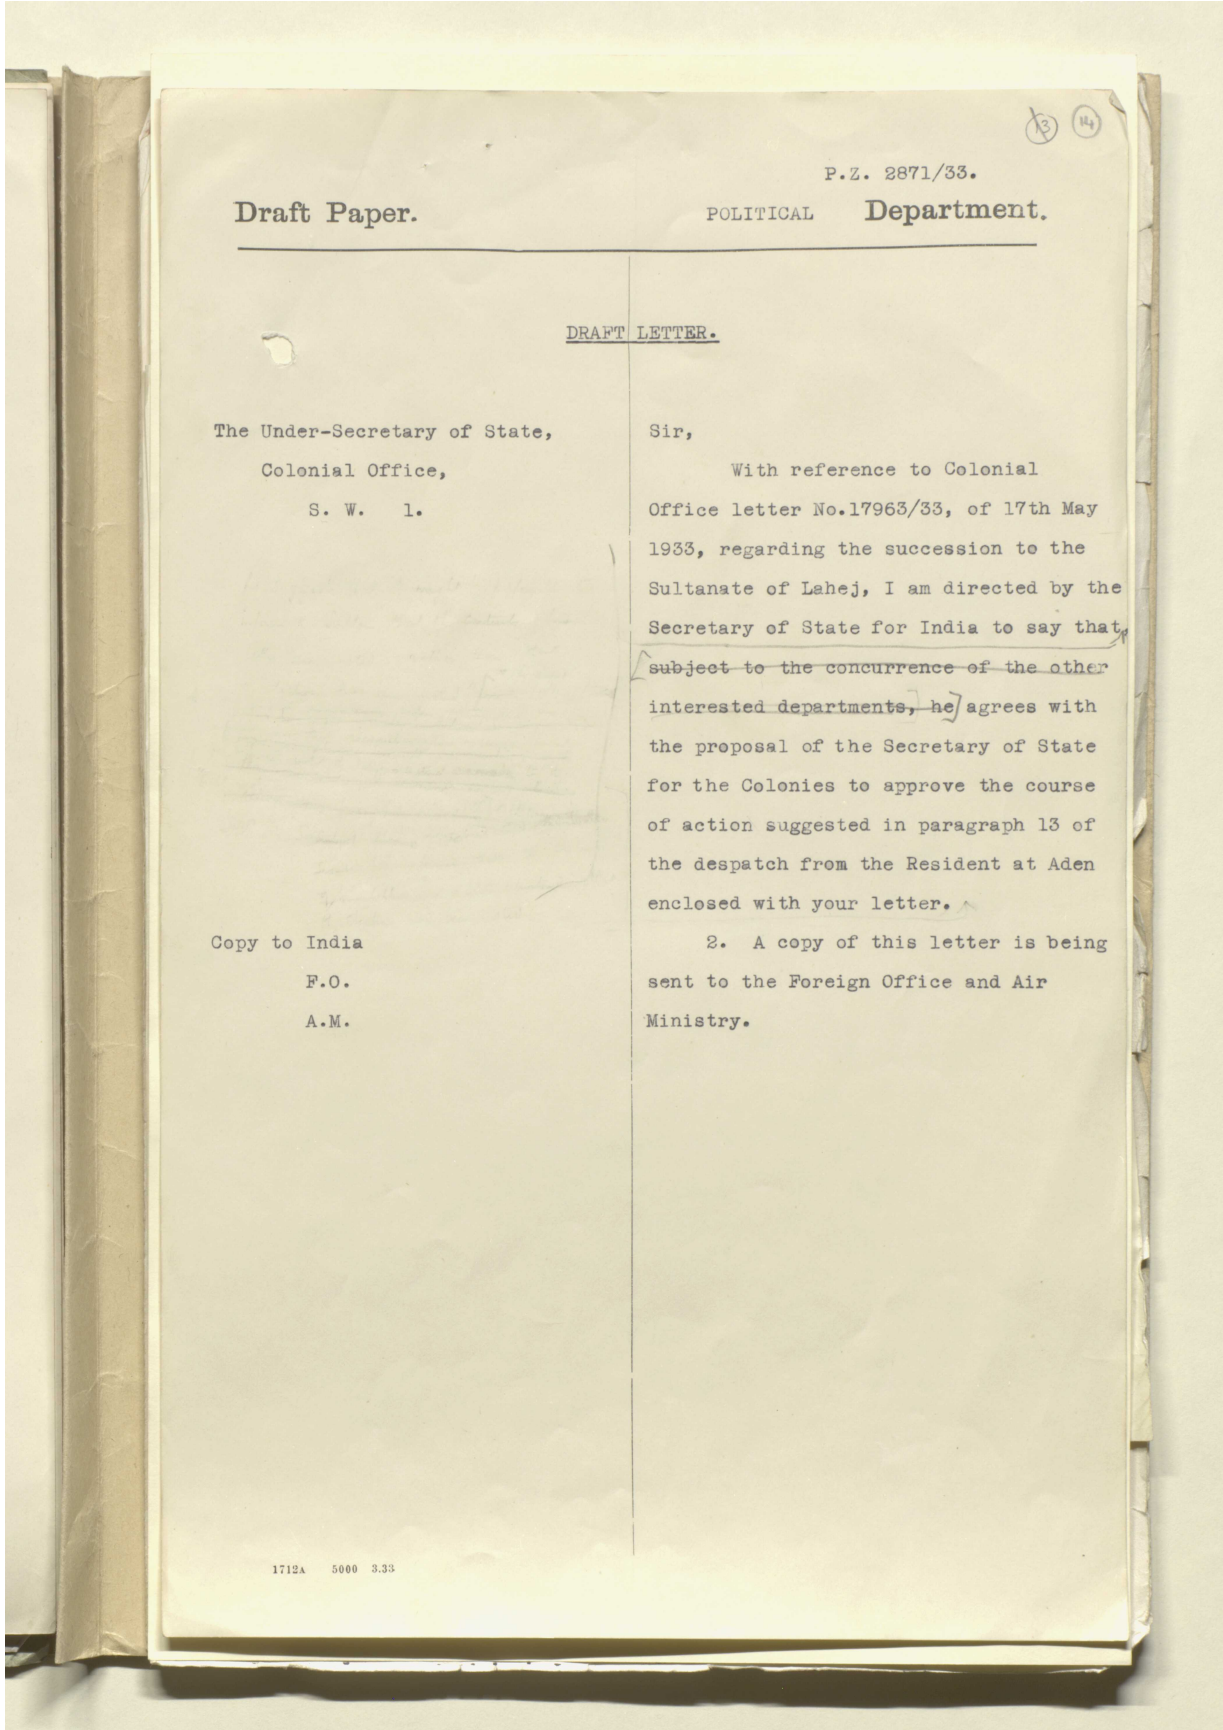 13 14
P.Z. 2871/33.
Draft Paper. POLITICAL Department.
DRAFT LETTER.
The Under-Secretary of State,
Colonial Office,
S. W. 1.
Sir,
With reference to Colonial
Office letter No.17963/33, of 17th May
1933, regarding the succession to the
Sultanate of Lahej, I am directed by the
Secretary of State for India to say that,
subject to the concurrence of the other
interested departments, he agrees with
the proposal of the Secretary of State
for the Colonies to approve the course
of action suggested in paragraph 13 of
the despatch from the Resident at Aden
enclosed with your letter.
Copy to India
F.O.
A.M.
2. A copy of this letter is being
sent to the Foreign Office and Air
Ministry.
1712A 5000 3.33